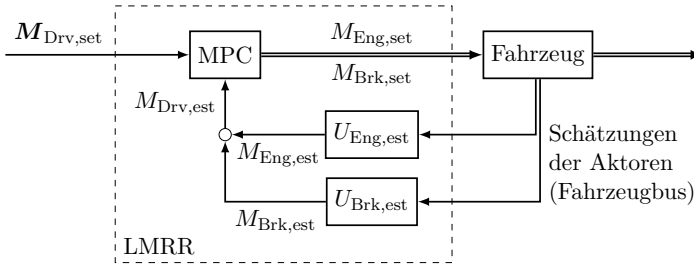 M_Drv,set
MPC
M_Eng,set
M_Brk,set
Fahrzeug
M_Drv,est
U_Eng,est
M_Eng,est
Schätzungen
der Aktoren
(Fahrzeugbus)
U_Brk,est
M_Brk,est
LMRR